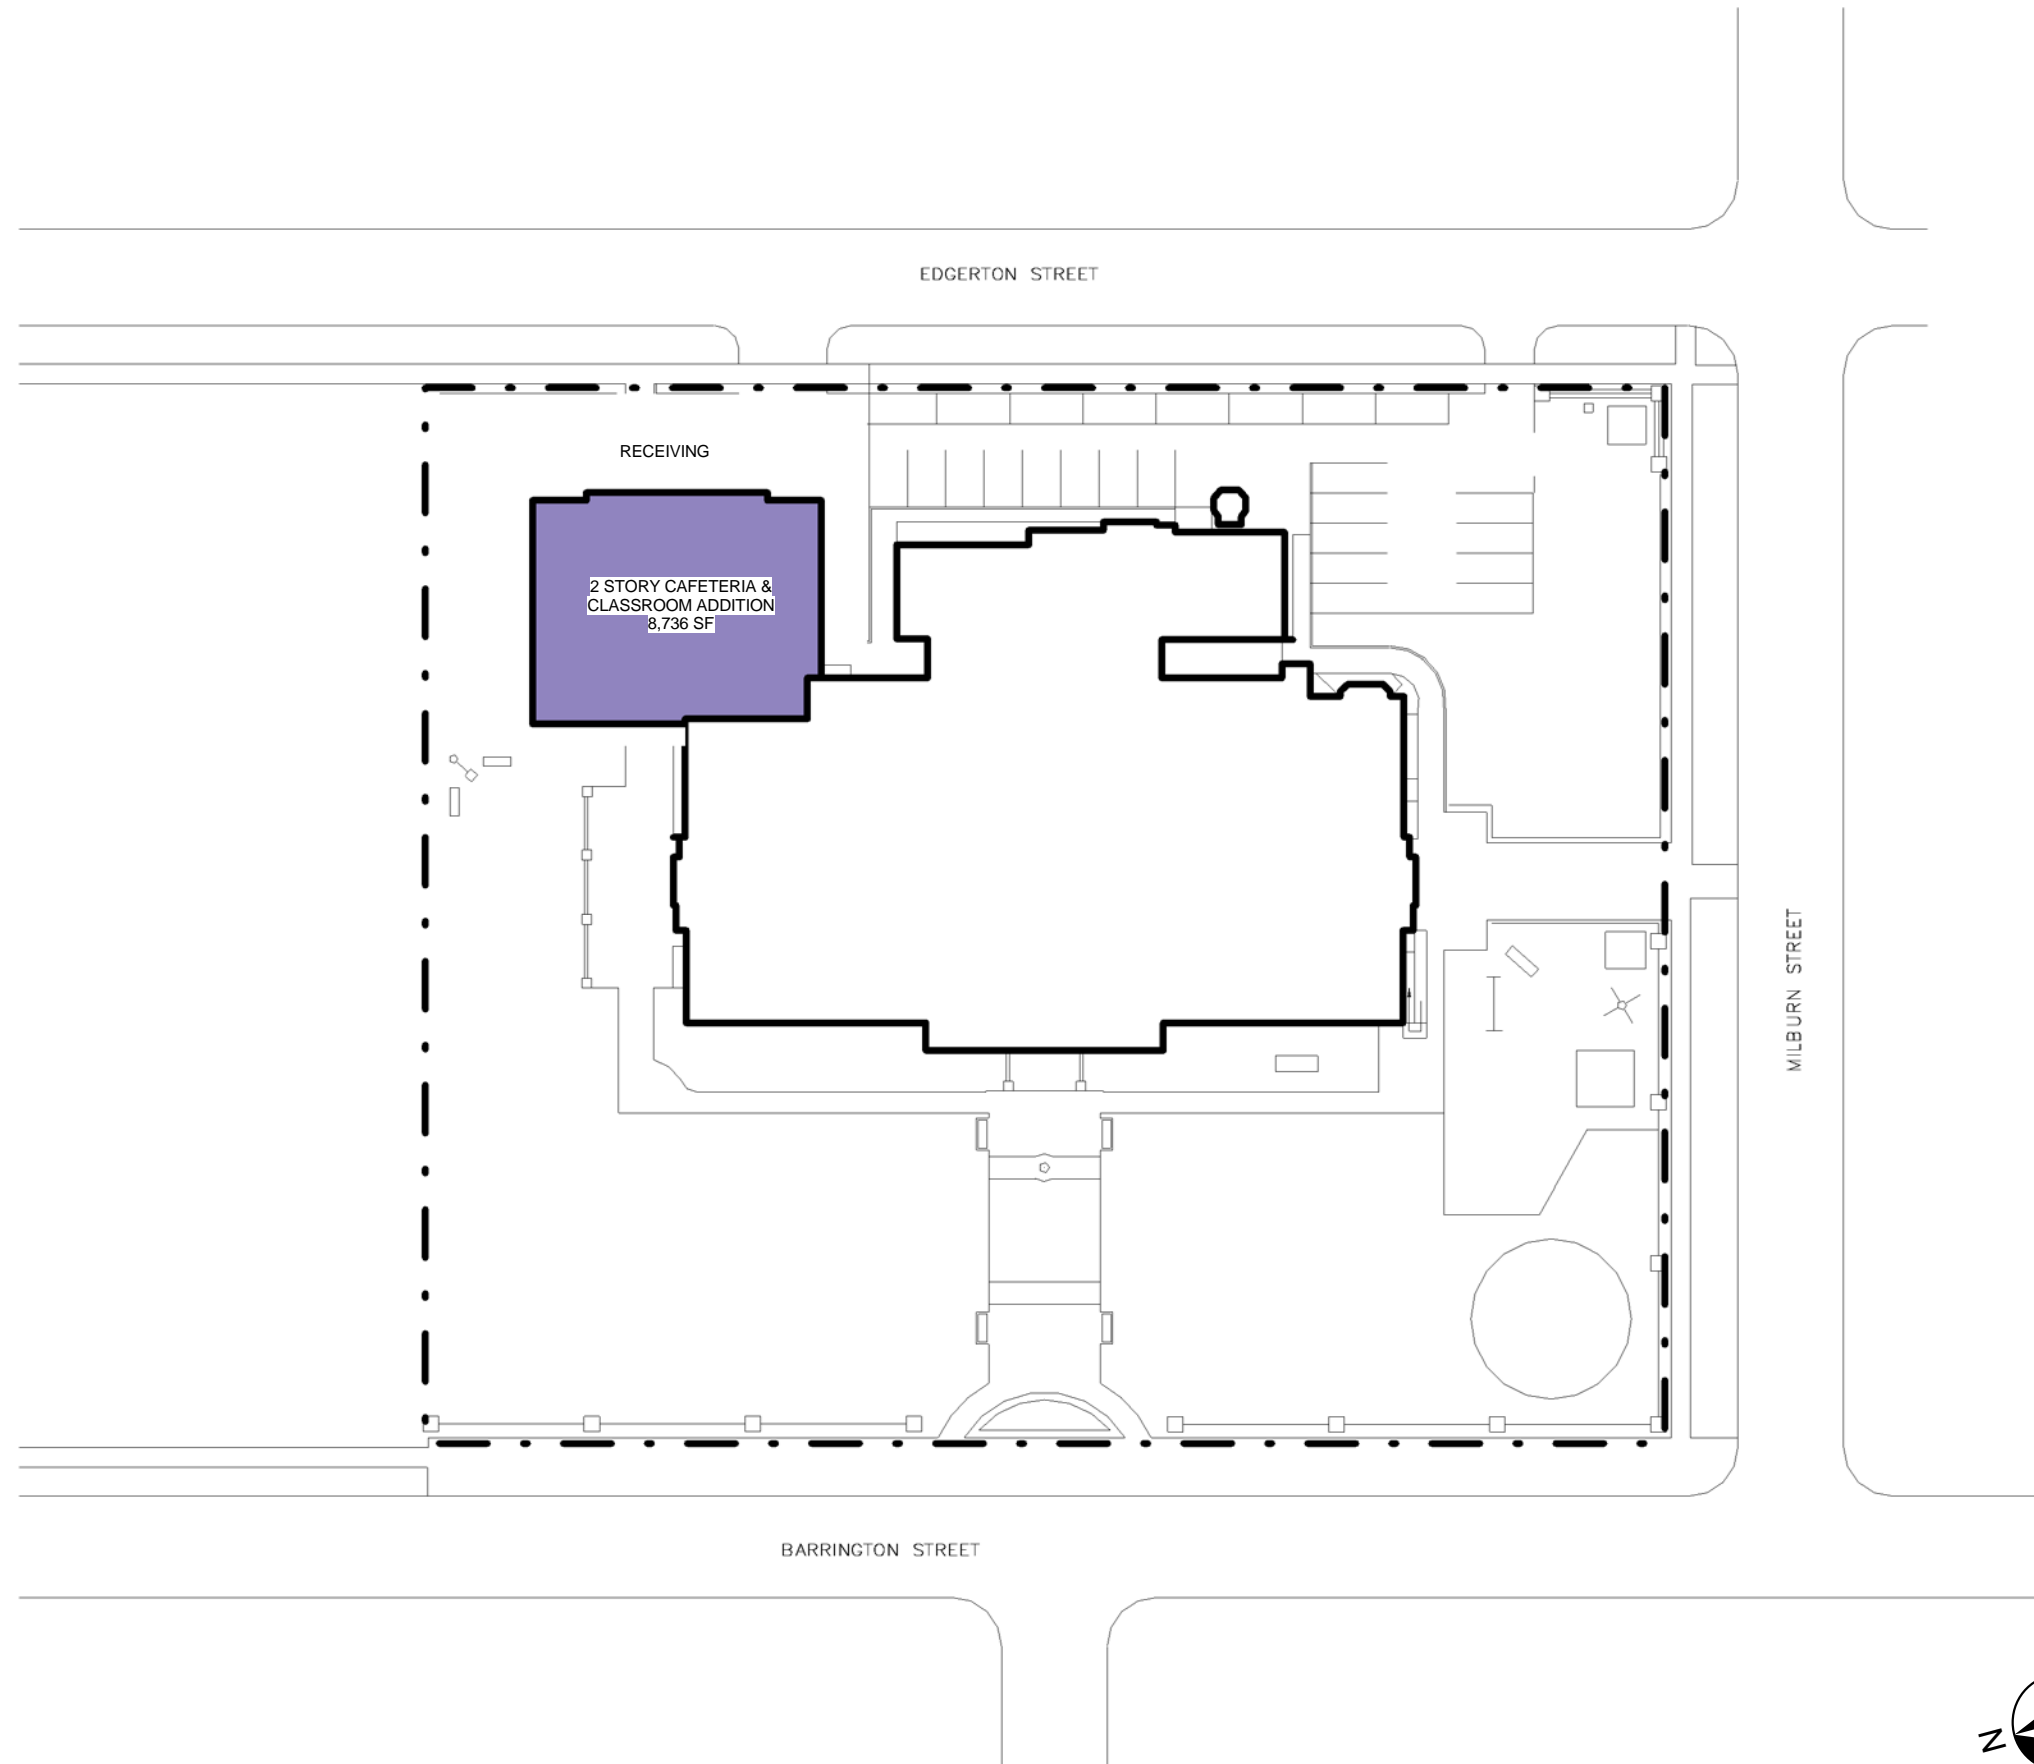 EDGERTON STREET
RECEIVING
2 STORY CAFETERIA &
CLASSROOM ADDITION
8,736 SF
MILBURN STREET
BARRINGTON STREET
N